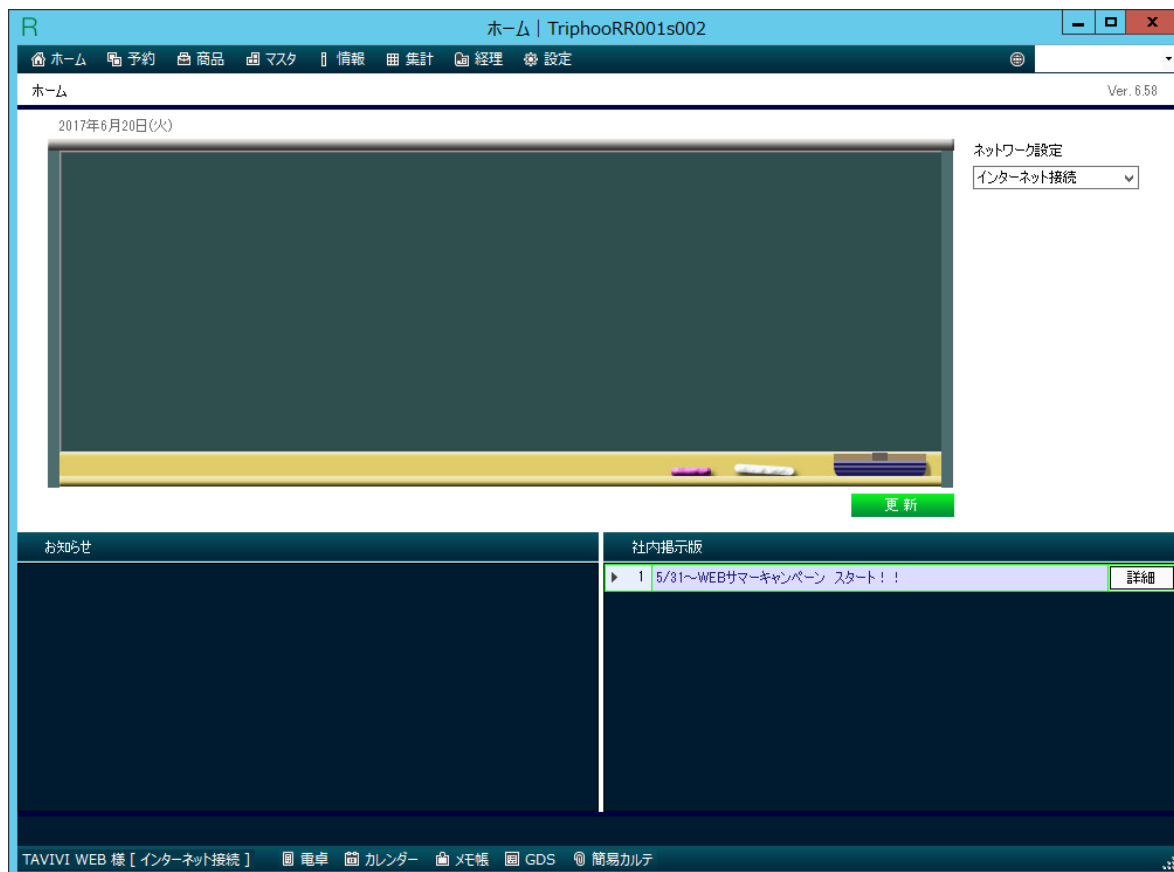 R
ホーム | TriphooRR001s002
ホーム 予約 商品 マスタ 情報 集計 経理 設定
ホーム
Ver. 6.58
2017年6月20日(火)
ネットワーク設定
インターネット接続
更 新
お知らせ
社内掲示版
1 5/31～WEBサマーキャンペーン スタート！！ 詳細
TAVIVI WEB 様 [ インターネット接続 ] 電卓 カレンダー メモ帳 GDS 簡易カルテ